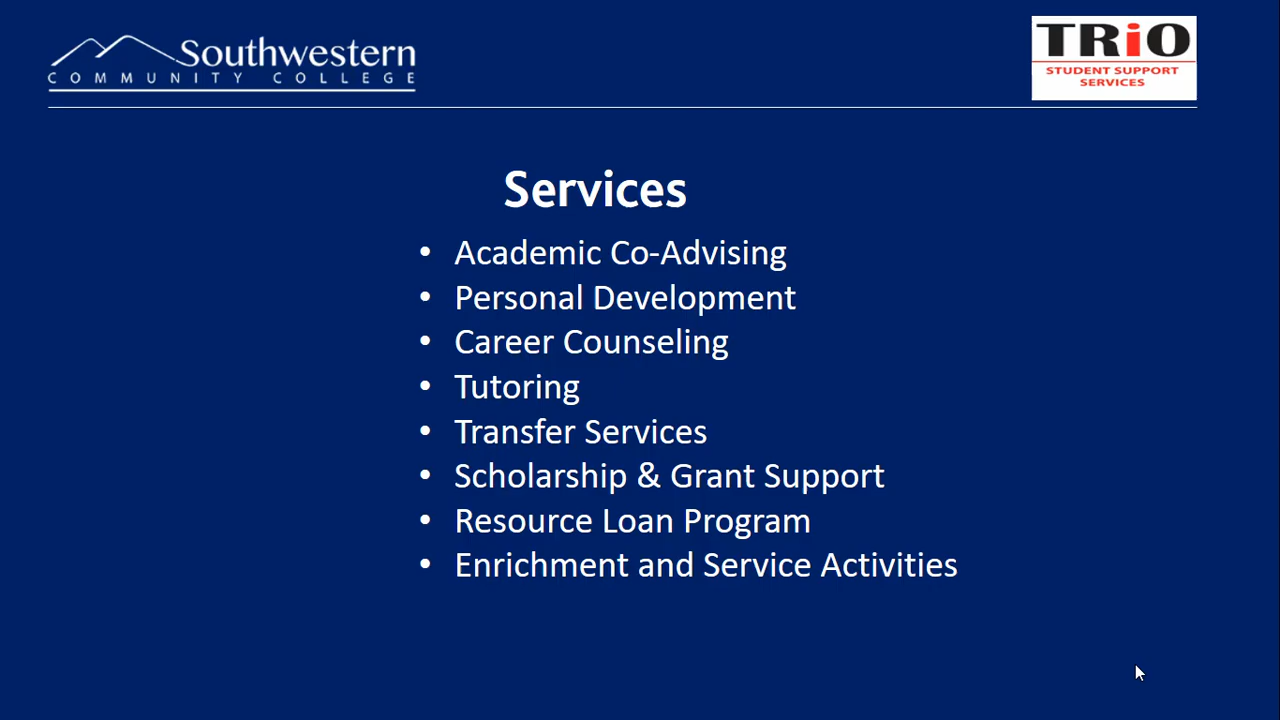 Southwestern
COMMUNITY COLLEGE
TRiO
STUDENT SUPPORT
SERVICES
Services
• Academic Co-Advising
• Personal Development
• Career Counseling
• Tutoring
• Transfer Services
• Scholarship & Grant Support
• Resource Loan Program
• Enrichment and Service Activities